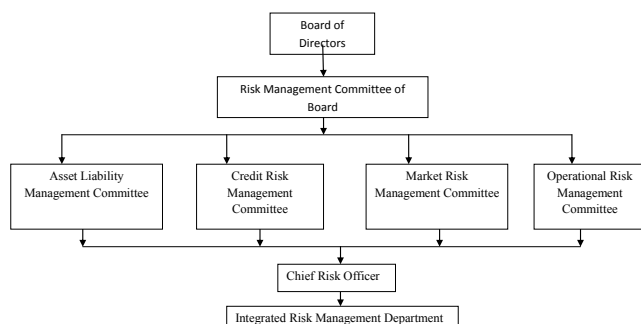 Board of
Directors
Risk Management Committee of
Board
Asset Liability
Management Committee
Credit Risk
Management
Committee
Market Risk
Management Committee
Operational Risk
Management
Committee
Chief Risk Officer
Integrated Risk Management Department